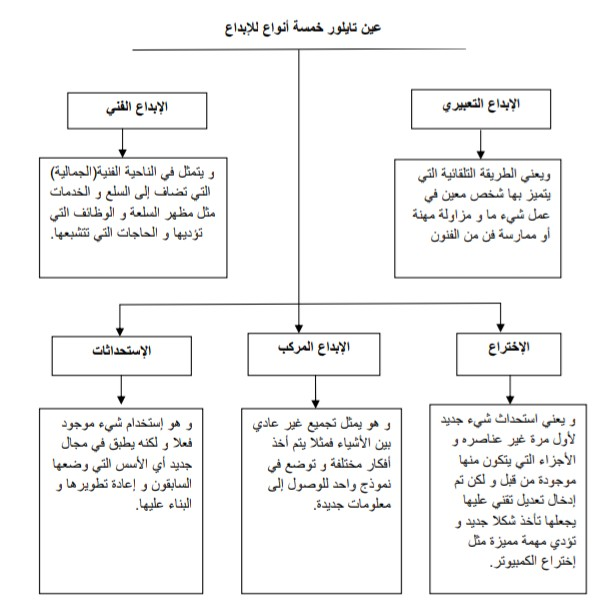 عين تايلور خمسة أنواع للإبداع
الإبداع التعبيري
ويعني الطريقة التلقائية التي
يتميز بها شخص معين في
عمل شيء ما و مزاولة مهنة
أو ممارسة فن من الفنون
الإبداع الفني
و يتمثل في الناحية الفنية(الجمالية)
التي تضاف إلى السلع و الخدمات
مثل مظهر السلعة و الوظائف التي
تؤديها و الحاجات التي تتشبعها.
الإختراع
و يعني استحداث شيء جديد
لأول مرة غير عناصره و
الأجزاء التي يتكون منها
موجودة من قبل و لكن تم
إدخال تعديل تقني عليها
يجعلها تأخذ شكلا جديد و
تؤدي مهمة مميزة مثل
إختراع الكمبيوتر.
الإبداع المركب
و هو يمثل تجميع غير عادي
بين الأشياء فمثلا يتم أخذ
أفكار مختلفة و توضع في
نموذج واحد للوصول إلى
معلومات جديدة.
الإستحداثات
و هو إستخدام شيء موجود
فعلا و لكنه يطبق في مجال
جديد أي الأسس التي وضعها
السابقون و إعادة تطويرها و
البناء عليها.